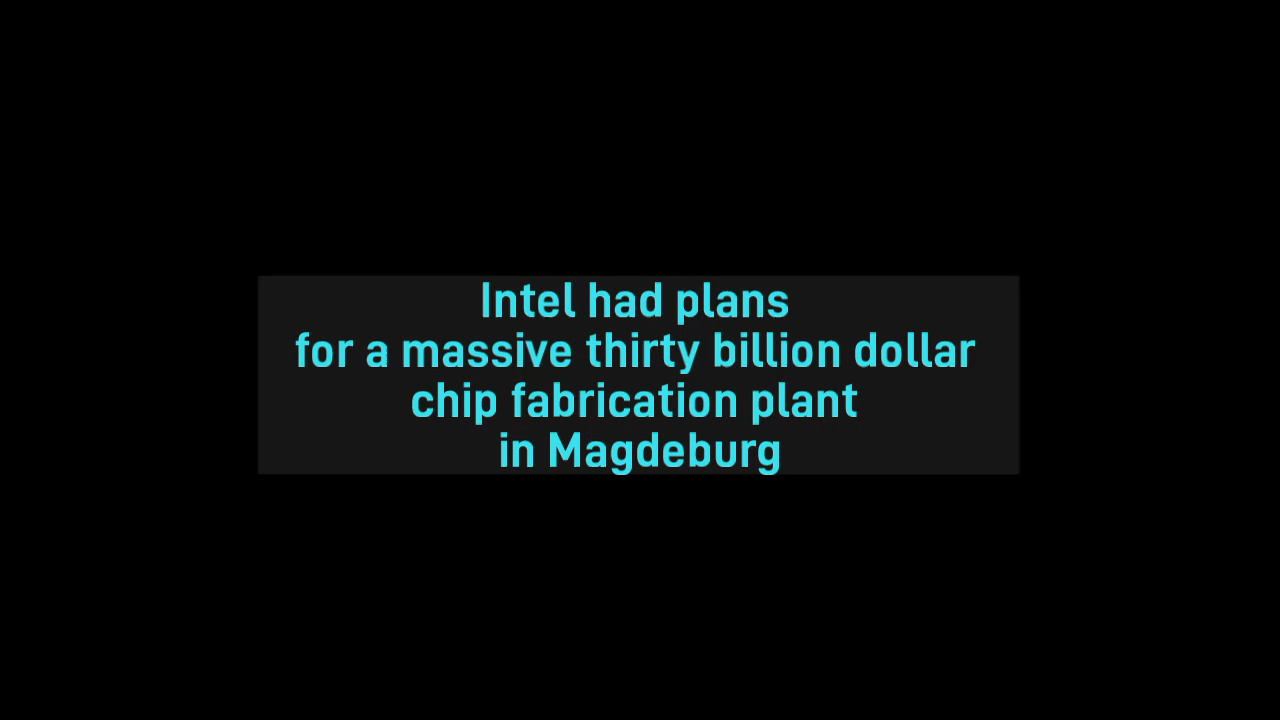 Intel had plans
for a massive thirty billion dollar
chip fabrication plant
in Magdeburg